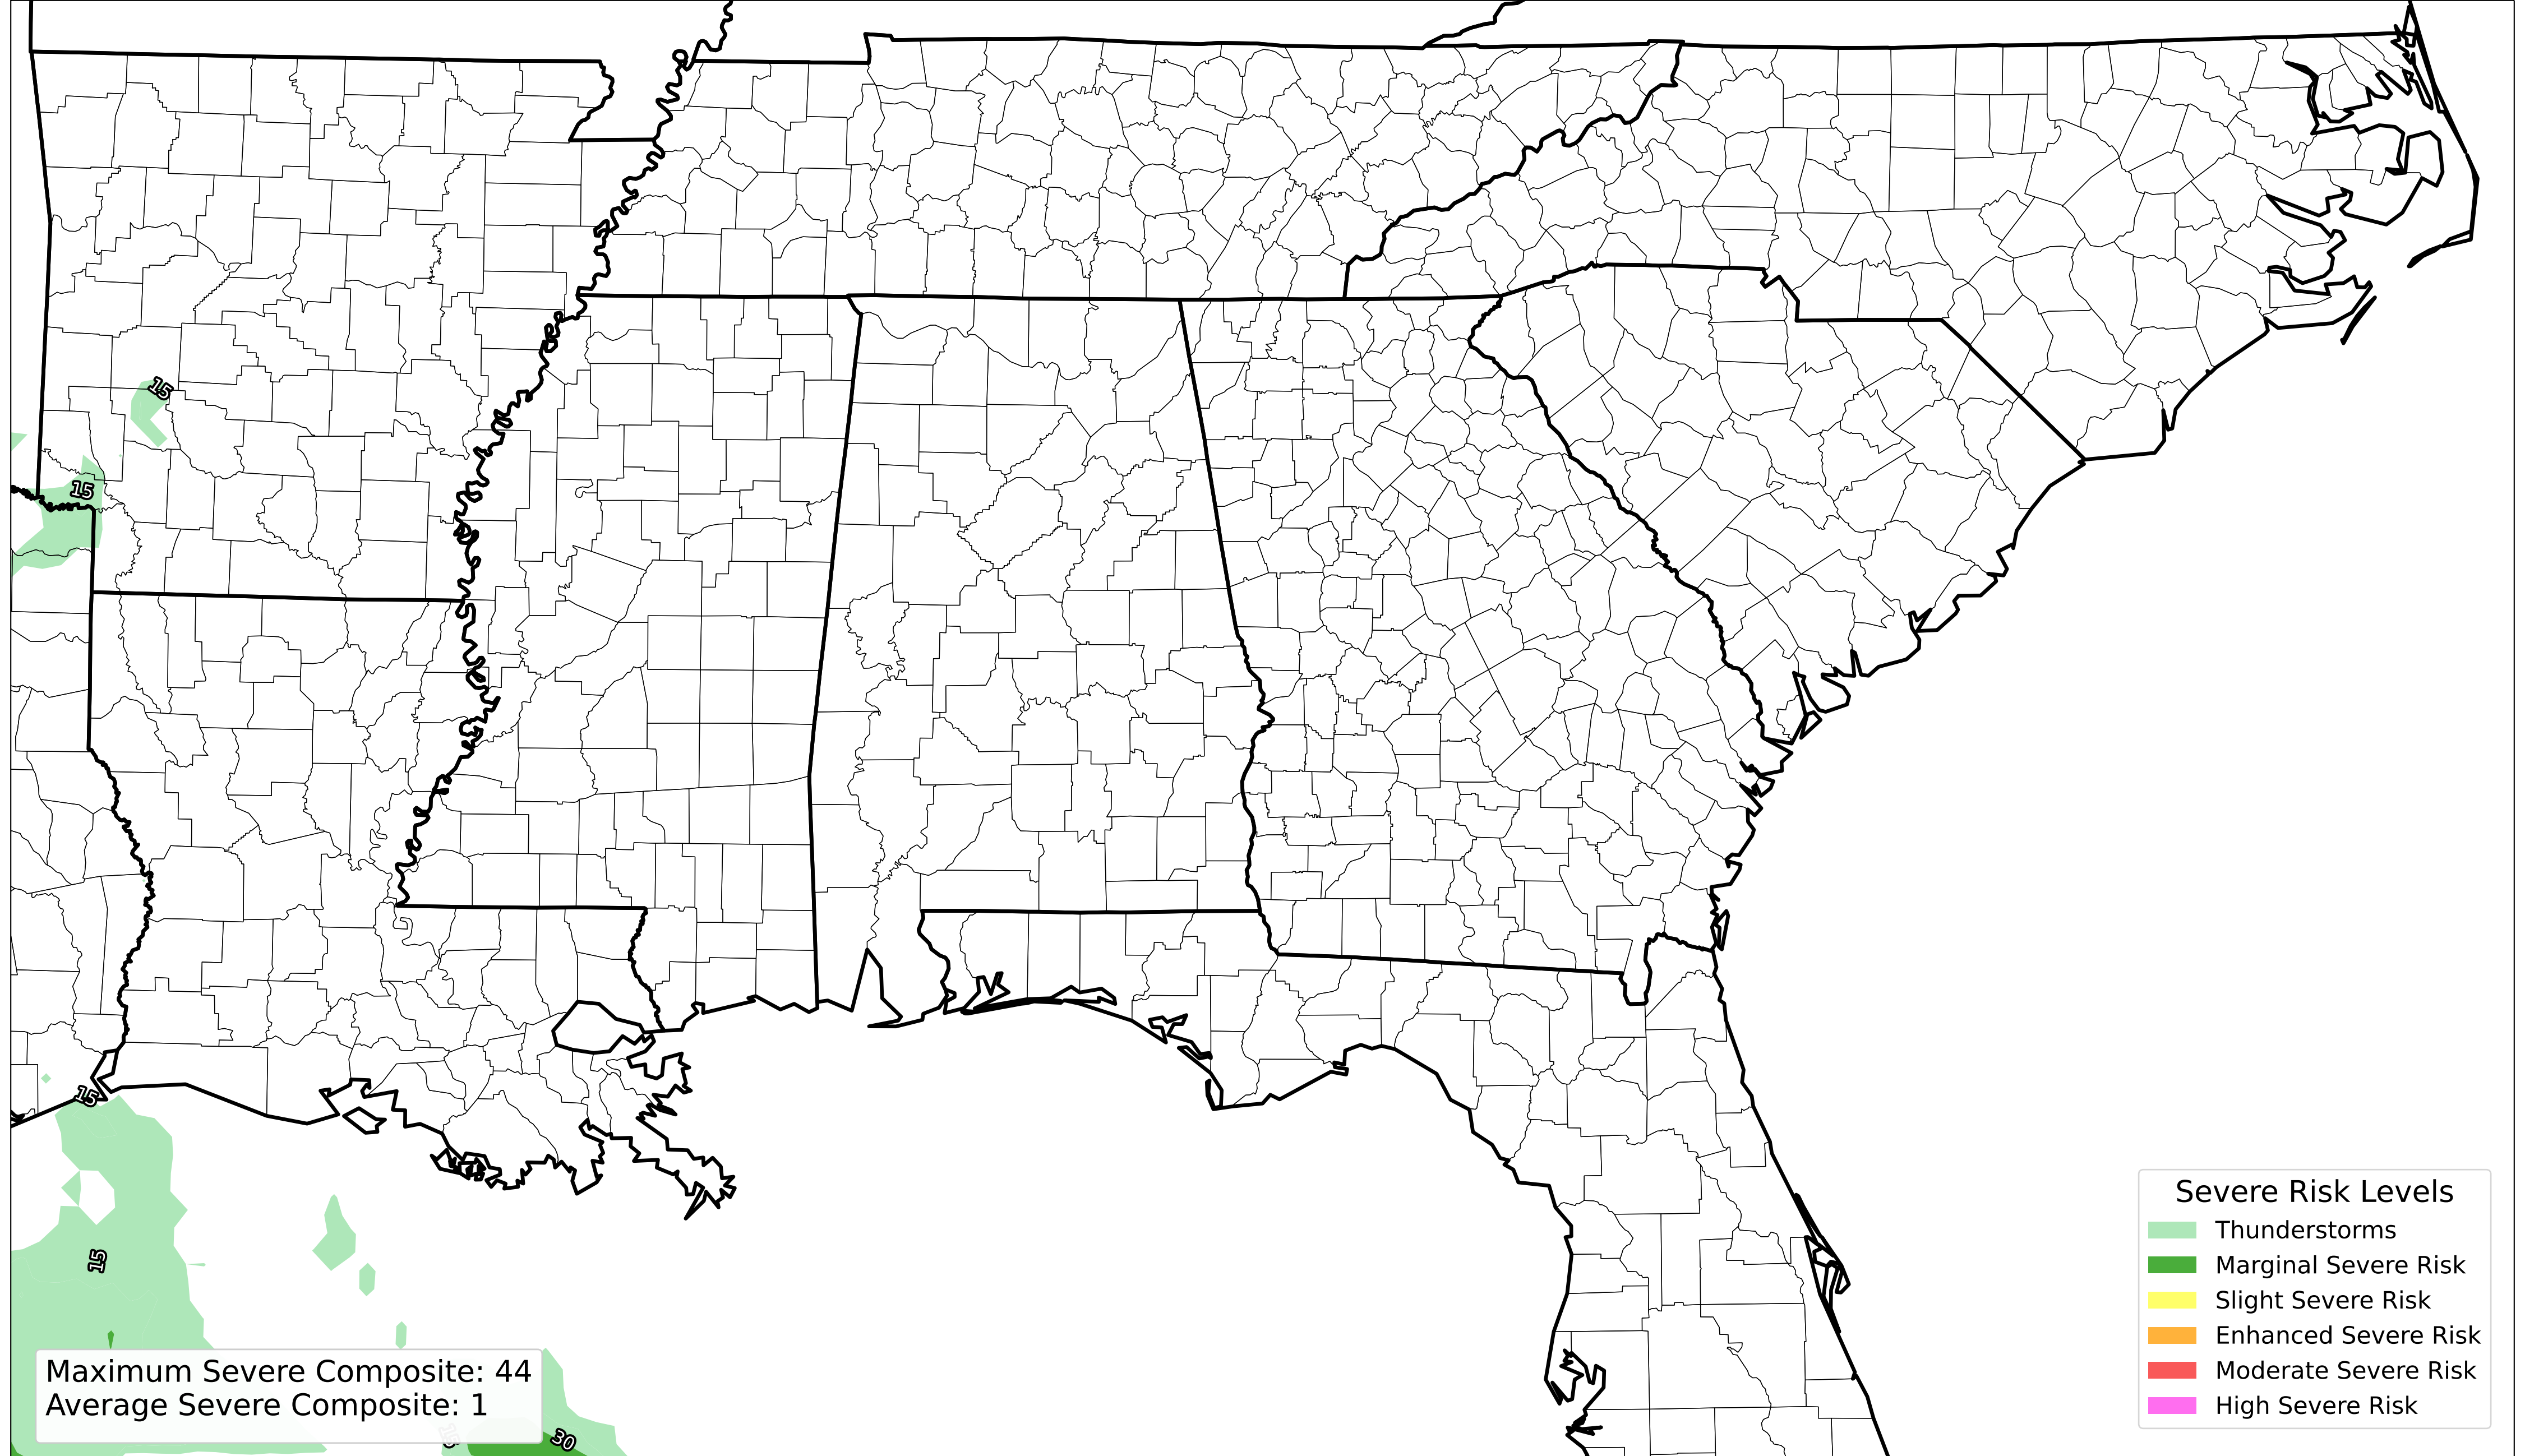 15
15
15
15
Maximum Severe Composite: 44
Average Severe Composite: 1
30
Severe Risk Levels
Thunderstorms
Marginal Severe Risk
Slight Severe Risk
Enhanced Severe Risk
Moderate Severe Risk
High Severe Risk